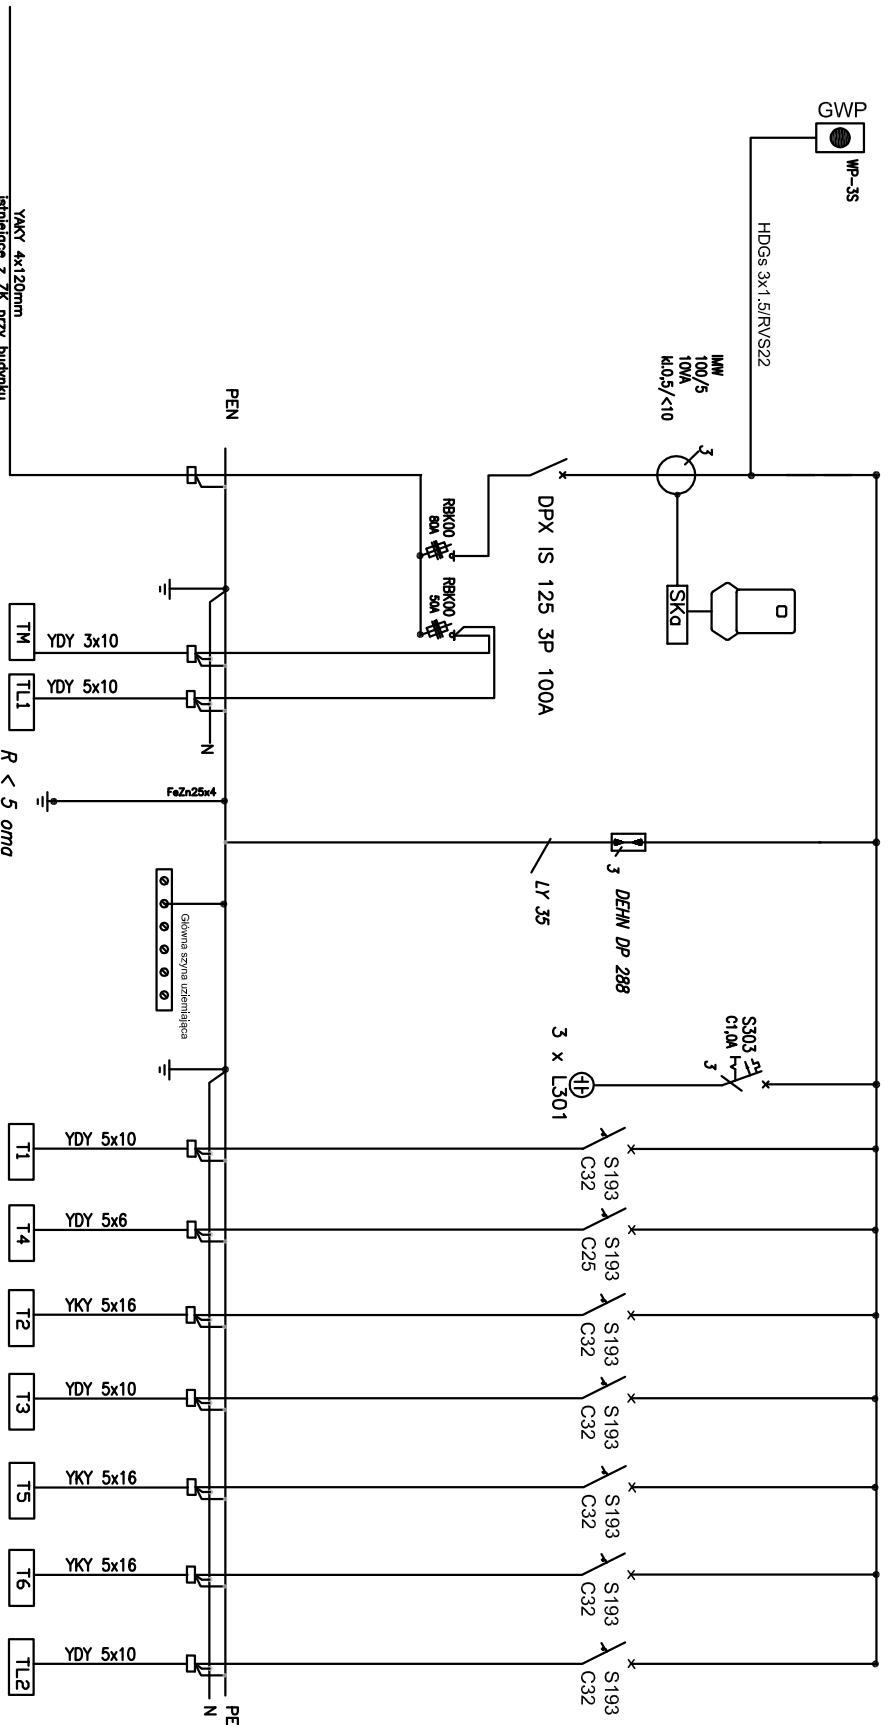 GWP
WP-3S
HDGs 3x1.5/RVS22
IMW
100/5
10VA
kl.0,5/<10
3
SKa
DPX IS 125 3P 100A
RBK00
80A
RBK00
50A
YAKY 4x120mm
istniejące z ZK przy budynku
PEN
TM
YDY 3x10
TL1
YDY 5x10
N
R < 5 oma
FeZn25x4
Główna szyna uziemiająca
LY 35
3
DEHN DP 288
3 x L301
S303
C1,0A
3
T1
YDY 5x10
S193
C32
T4
YDY 5x6
S193
C25
T2
YKY 5x16
S193
C32
T3
YDY 5x10
S193
C32
T5
YKY 5x16
S193
C32
T6
YKY 5x16
S193
C32
TL2
YDY 5x10
S193
C32
N
PE